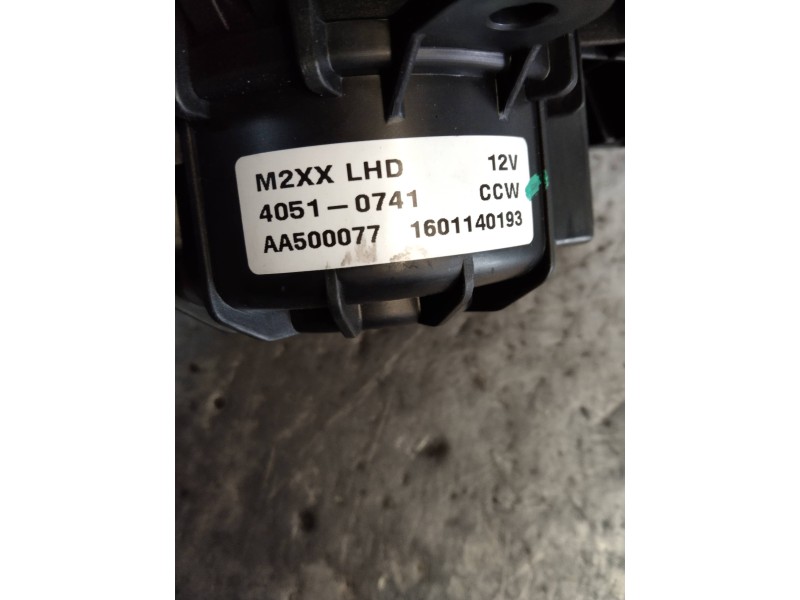 M2XX LHD 12V
4051-0741 CCW
AA500077 1601140193